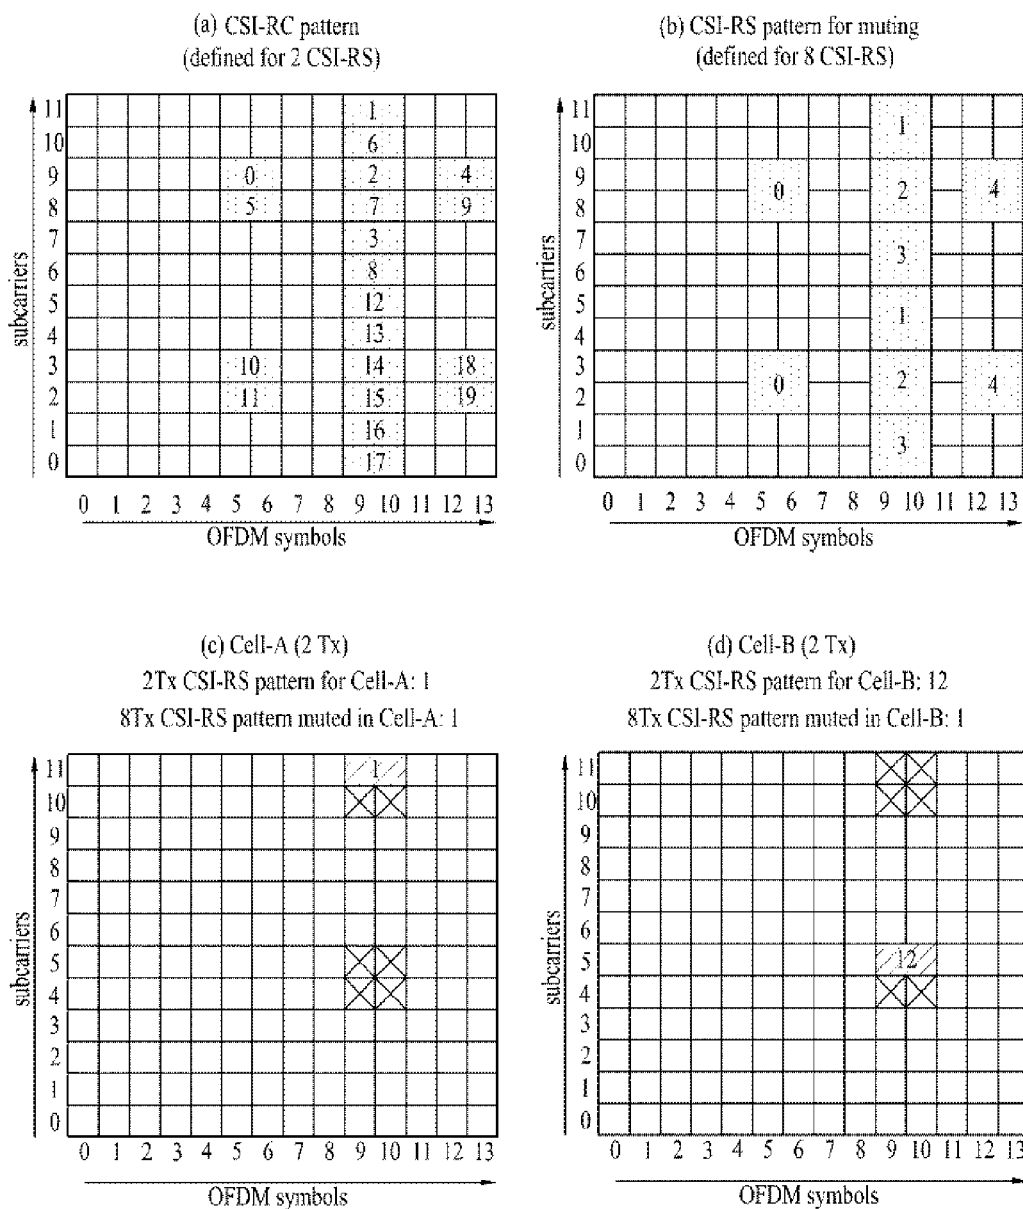 (a) CSI-RC pattern
(defined for 2 CSI-RS)
(b) CSI-RS pattern for muting
(defined for 8 CSI-RS)
subcarriers
11 1
10 6
9 0 2 4
8 5 7 9
7 3
6 8
5 12
4 13
3 10 14 18
2 11 15 19
1 16
0 17
0 1 2 3 4 5 6 7 8 9 10 11 12 13
OFDM symbols
subcarriers
11
1
10
9
0 2 4
8
7
3
6
5
1
4
3
0 2 4
2
1
3
0
0 1 2 3 4 5 6 7 8 9 10 11 12 13
OFDM symbols
(c) Cell-A (2 Tx)
2Tx CSI-RS pattern for Cell-A: 1
8Tx CSI-RS pattern muted in Cell-A: 1
(d) Cell-B (2 Tx)
2Tx CSI-RS pattern for Cell-B: 12
8Tx CSI-RS pattern muted in Cell-B: 1
subcarriers
11 1
10
9
8
7
6
5
4
3
2
1
0
0 1 2 3 4 5 6 7 8 9 10 11 12 13
OFDM symbols
subcarriers
11
10
9
8
7
6
5 12
4
3
2
1
0
0 1 2 3 4 5 6 7 8 9 10 11 12 13
OFDM symbols